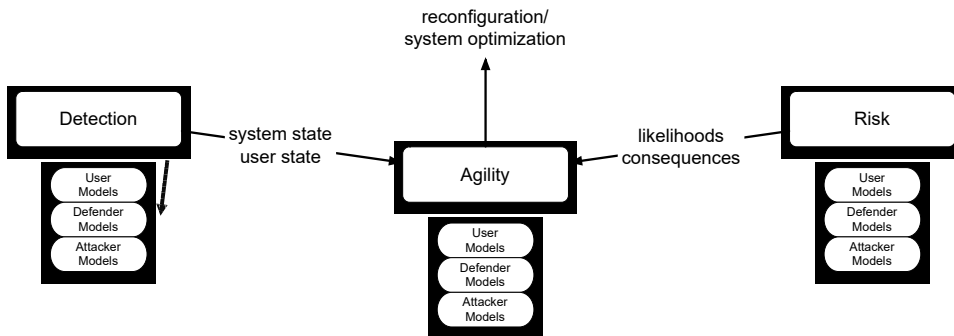 reconfiguration/
system optimization
Detection
system state
user state
likelihoods
consequences
Risk
Agility
User
Models
Defender
Models
Attacker
Models
User
Models
Defender
Models
Attacker
Models
User
Models
Defender
Models
Attacker
Models